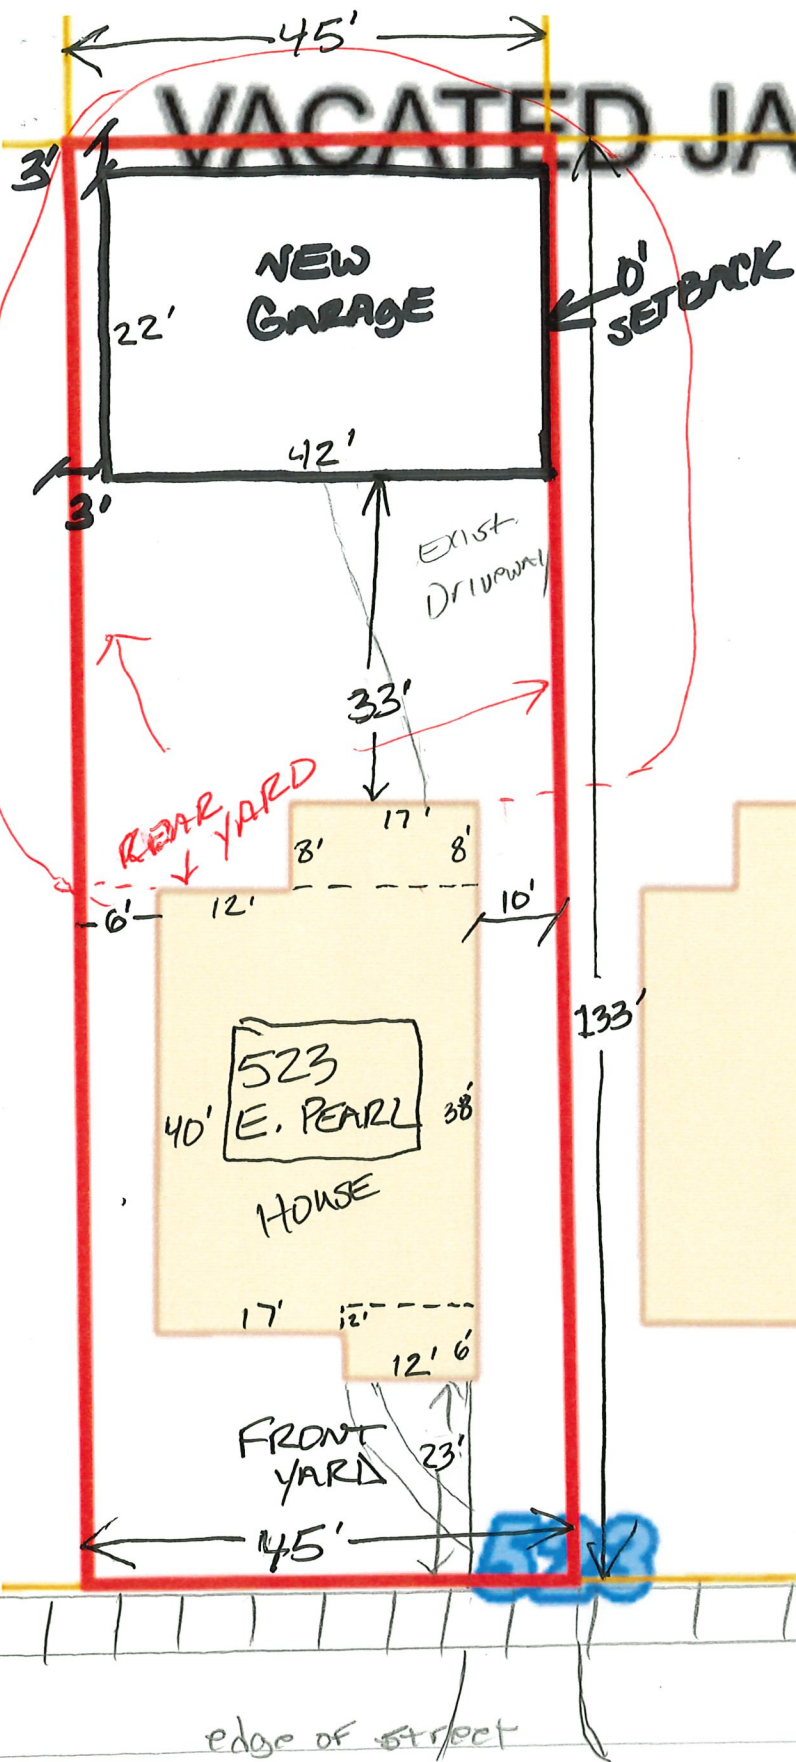 45'
VACATED JA
3'
NEW
GARAGE
0'
SETBACK
22'
42'
3'
Exist.
Driveway
33'
REAR
YARD
17'
8'
8'
6'
12'
10'
133'
523
E. PEARL
40'
38'
HOUSE
17'
12'
12'
6'
FRONT
YARD
23'
45'
523
edge of street